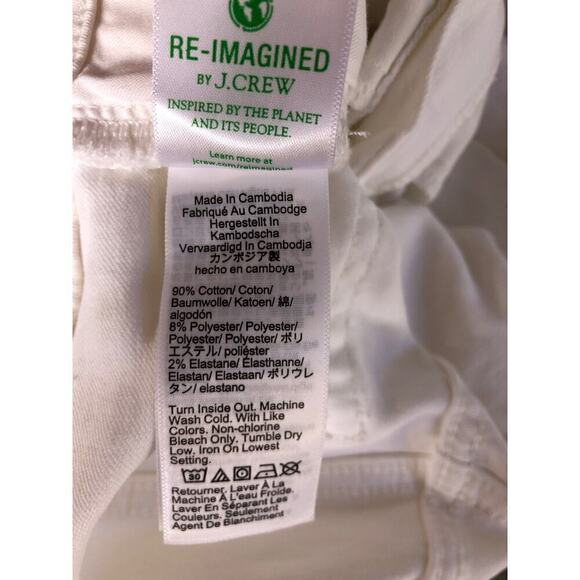 RE-IMAGINED
BY J.CREW
INSPIRED BY THE PLANET
AND ITS PEOPLE.
Learn more at
jcrew.com/reimagined
Made In Cambodia
Fabriqué Au Cambodge
Hergestellt In
Kambodscha
Vervaardigd In Cambodja
カンボジア製
hecho en camboya
90% Cotton/ Coton/
Baumwolle/ Katoen/ 綿/
algodón
8% Polyester/ Polyester/
Polyester/ Polyester/ ポリ
エステル/ poliéster
2% Elastane/ Élasthanne/
Elastan/ Elastaan/ ポリウレ
タン/ elastano
Turn Inside Out. Machine
Wash Cold. With Like
Colors. Non-chlorine
Bleach Only. Tumble Dry
Low. Iron On Lowest
Setting.
30
Retourner. Laver À La
Machine À L'eau Froide.
Laver En Séparant Les
Couleurs. Seulement
Agent De Blanchiment